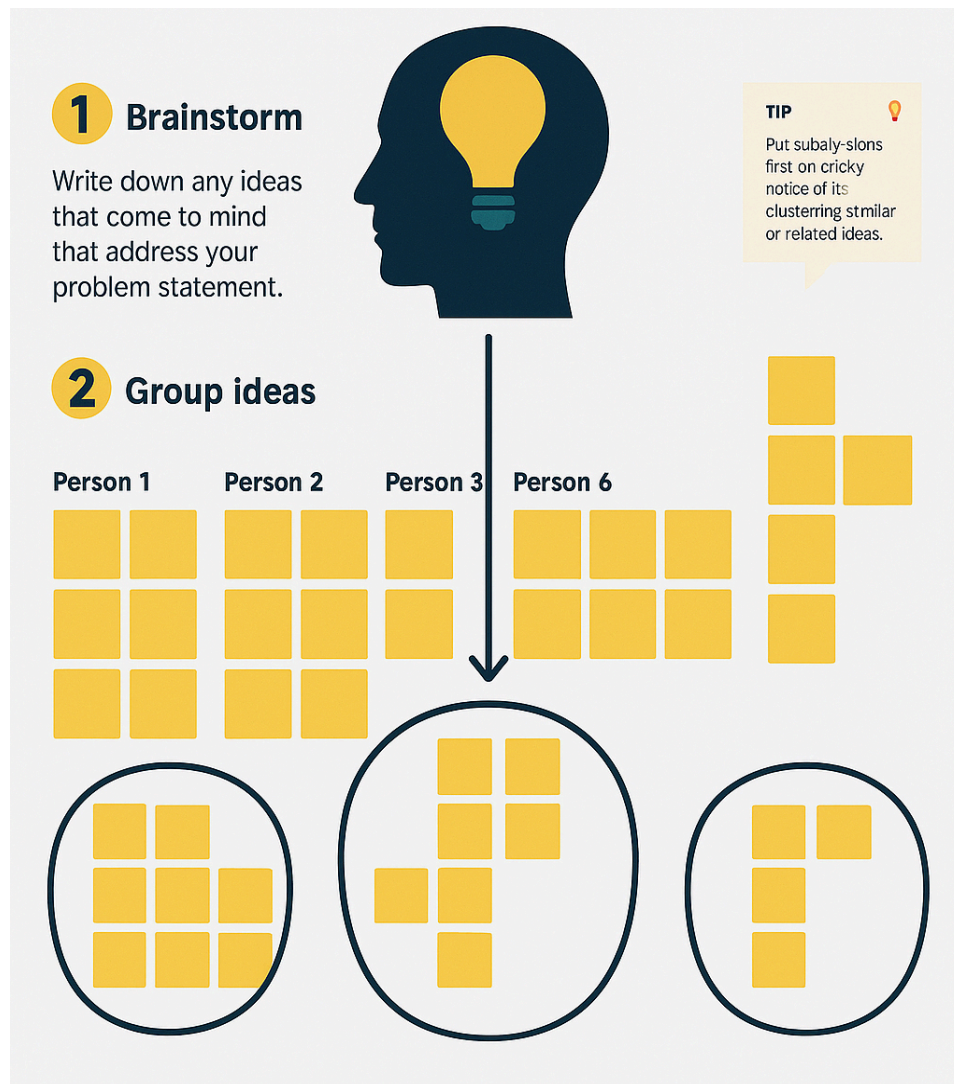 1 Brainstorm
Write down any ideas
that come to mind
that address your
problem statement.
TIP
Put subaly-slons
first on cricky
notice of its
clusterring stmilar
or related ideas.
2 Group ideas
Person 1 Person 2 Person 3 Person 6